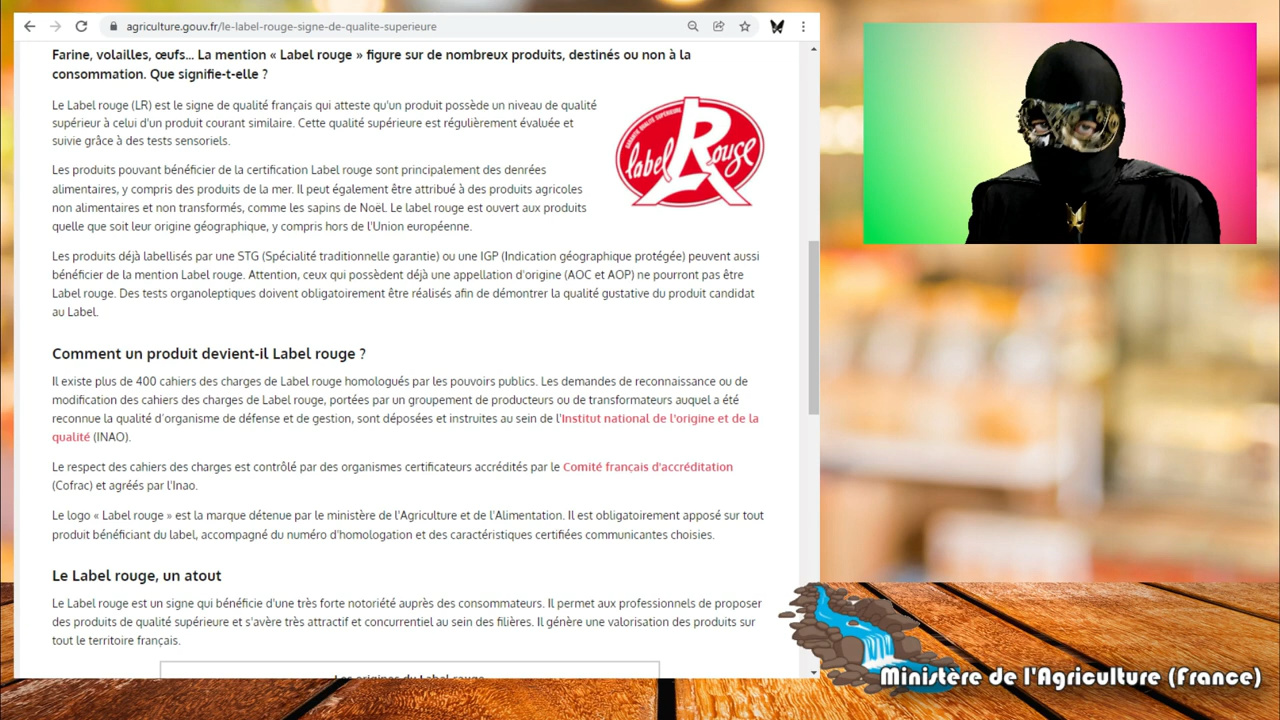 agriculture.gouv.fr/le-label-rouge-signe-de-qualite-superieure
Farine, volailles, œufs... La mention « Label rouge » figure sur de nombreux produits, destinés ou non à la
consommation. Que signifie-t-elle ?
Le Label rouge (LR) est le signe de qualité français qui atteste qu'un produit possède un niveau de qualité
supérieur à celui d'un produit courant similaire. Cette qualité supérieure est régulièrement évaluée et
suivie grâce à des tests sensoriels.
GARANTIE QUALITÉ SUPÉRIEURE
label Rouge
Les produits pouvant bénéficier de la certification Label rouge sont principalement des denrées
alimentaires, y compris des produits de la mer. Il peut également être attribué à des produits agricoles
non alimentaires et non transformés, comme les sapins de Noël. Le label rouge est ouvert aux produits
quelle que soit leur origine géographique, y compris hors de l'Union européenne.
Les produits déjà labellisés par une STG (Spécialité traditionnelle garantie) ou une IGP (Indication géographique protégée) peuvent aussi
bénéficier de la mention Label rouge. Attention, ceux qui possèdent déjà une appellation d'origine (AOC et AOP) ne pourront pas être
Label rouge. Des tests organoleptiques doivent obligatoirement être réalisés afin de démontrer la qualité gustative du produit candidat
au Label.
Comment un produit devient-il Label rouge ?
Il existe plus de 400 cahiers des charges de Label rouge homologués par les pouvoirs publics. Les demandes de reconnaissance ou de
modification des cahiers des charges de Label rouge, portées par un groupement de producteurs ou de transformateurs auquel a été
reconnue la qualité d'organisme de défense et de gestion, sont déposées et instruites au sein de l'Institut national de l'origine et de la
qualité (INAO).
Le respect des cahiers des charges est contrôlé par des organismes certificateurs accrédités par le Comité français d'accréditation
(Cofrac) et agréés par l'Inao.
Le logo « Label rouge » est la marque détenue par le ministère de l'Agriculture et de l'Alimentation. Il est obligatoirement apposé sur tout
produit bénéficiant du label, accompagné du numéro d'homologation et des caractéristiques certifiées communicantes choisies.
Le Label rouge, un atout
Le Label rouge est un signe qui bénéficie d'une très forte notoriété auprès des consommateurs. Il permet aux professionnels de proposer
des produits de qualité supérieure et s'avère très attractif et concurrentiel au sein des filières. Il génère une valorisation des produits sur
tout le territoire français.
Les origines du Label rouge
Ministère de l'Agriculture (France)